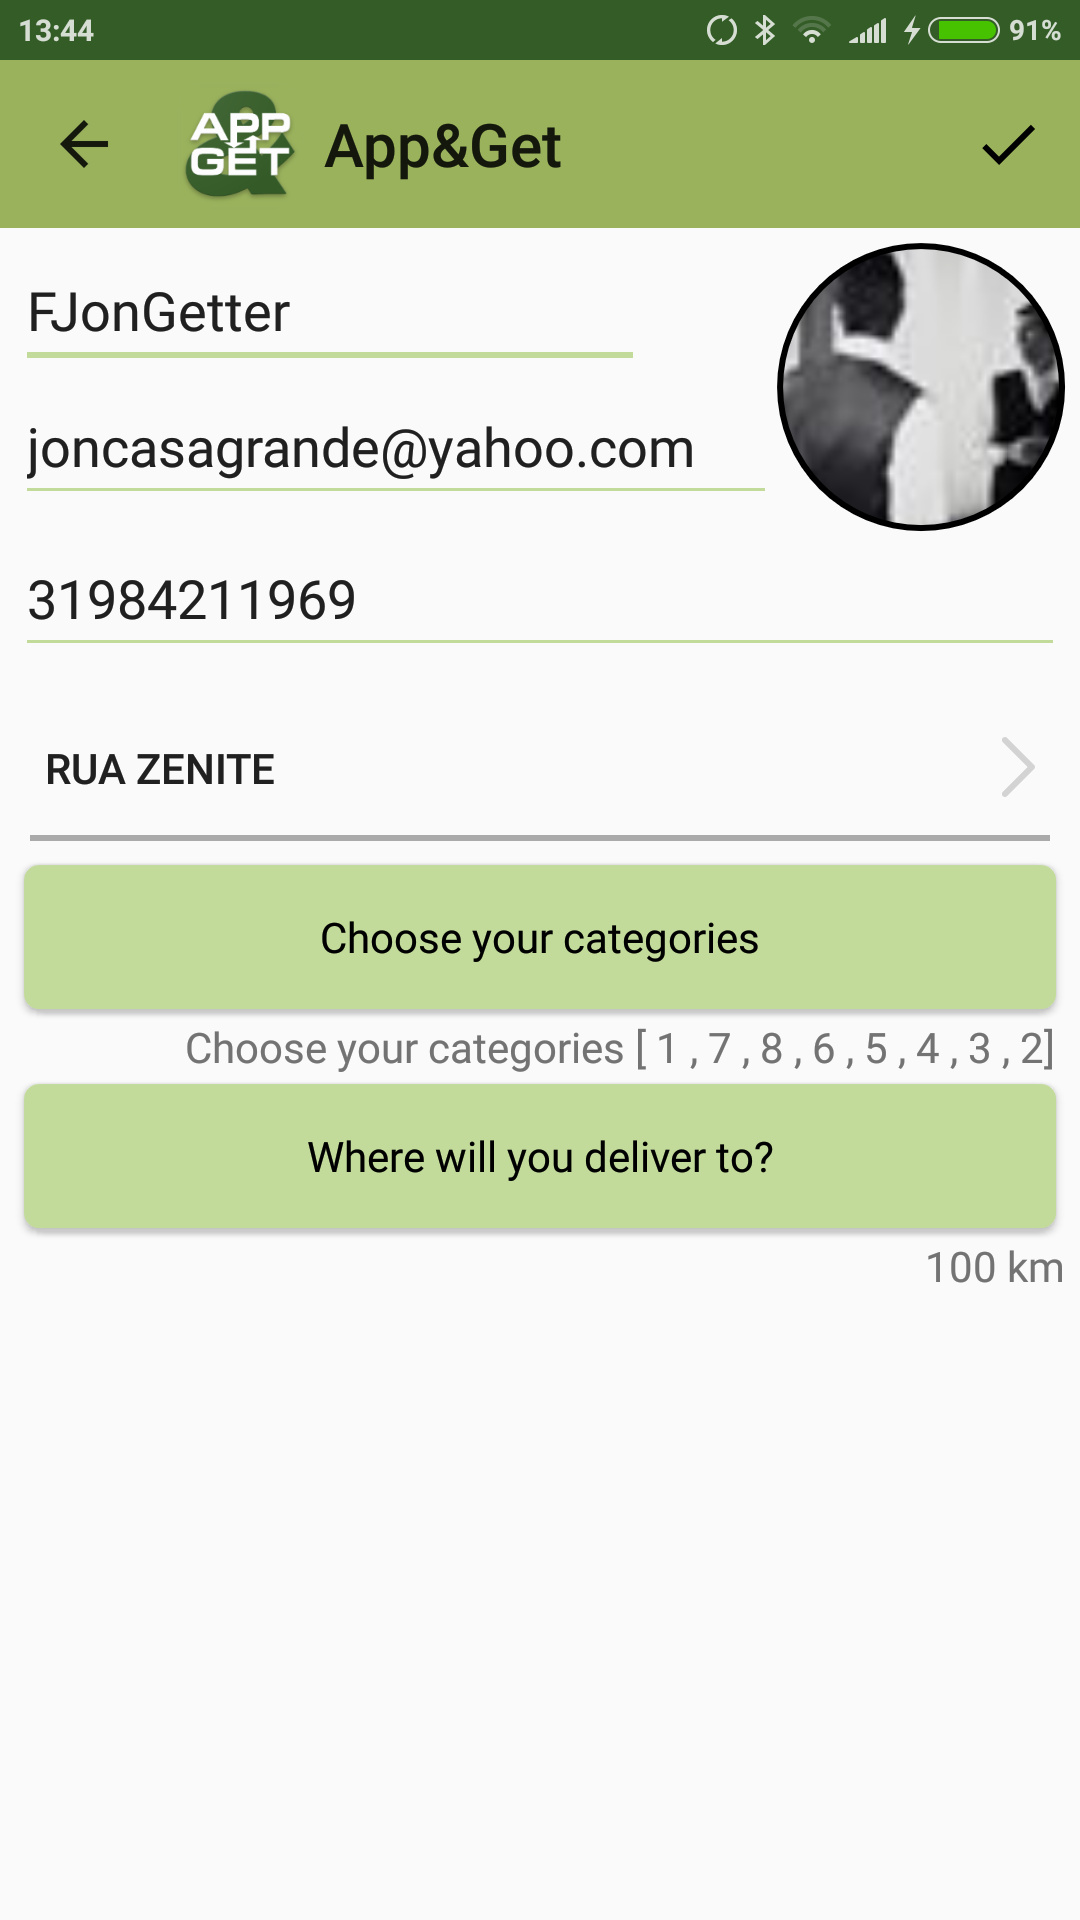 13:44
91%
APP
GET
App&Get
FJonGetter
joncasagrande@yahoo.com
31984211969
RUA ZENITE
Choose your categories
Choose your categories [ 1 , 7 , 8 , 6 , 5 , 4 , 3 , 2]
Where will you deliver to?
100 km